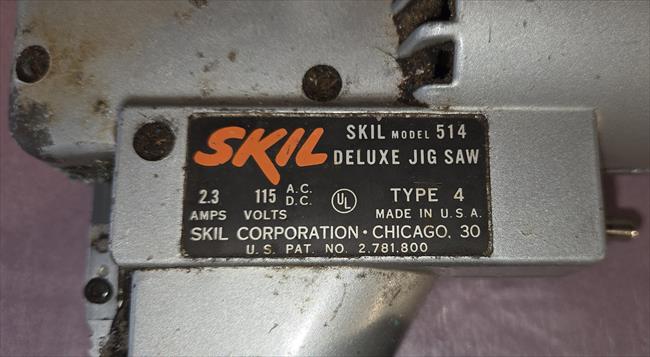 SKIL
SKIL MODEL 514
DELUXE JIG SAW
2.3 AMPS
115 VOLTS
A.C.
D.C.
UL
TYPE 4
MADE IN U.S.A.
SKIL CORPORATION • CHICAGO, 30
U.S. PAT. NO. 2.781.800